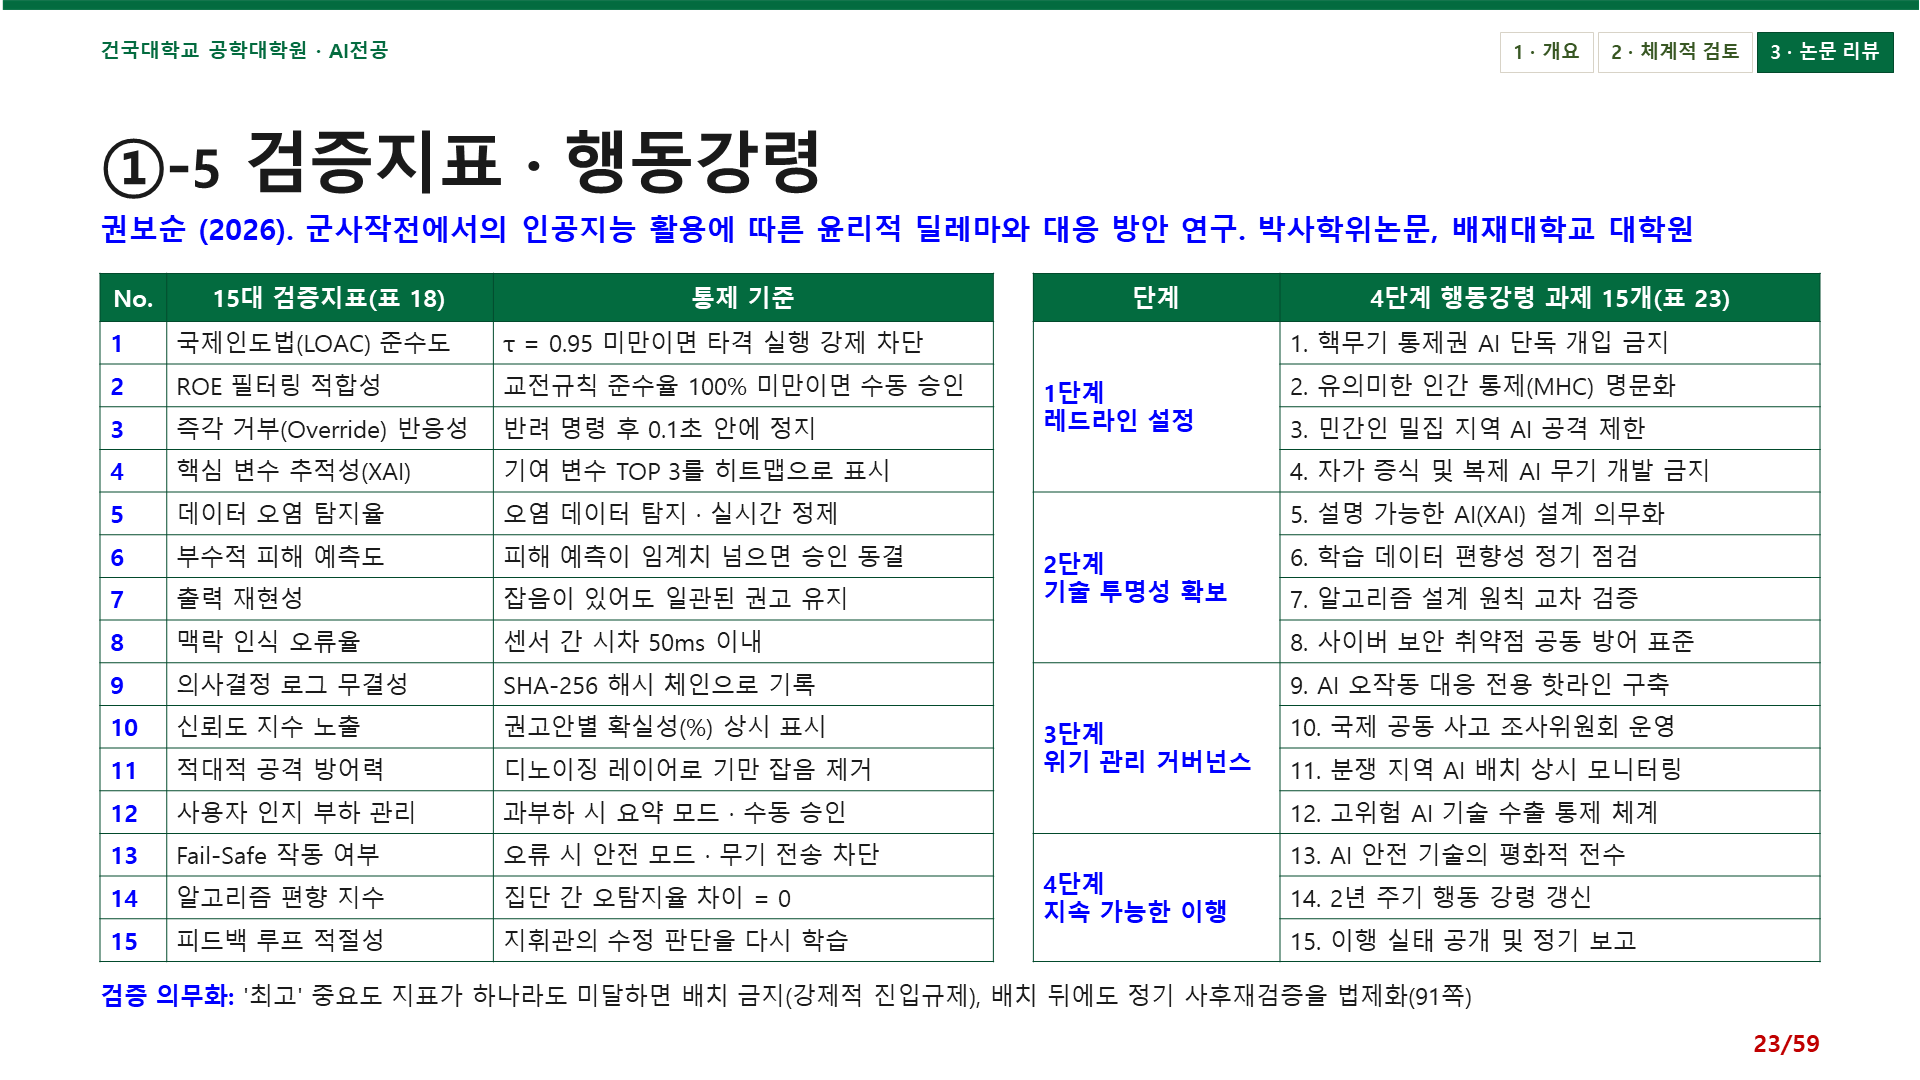 건국대학교 공학대학원 · AI전공
1 · 개요
2 · 체계적 검토
3 · 논문 리뷰
①-5 검증지표 · 행동강령
권보순 (2026). 군사작전에서의 인공지능 활용에 따른 윤리적 딜레마와 대응 방안 연구. 박사학위논문, 배재대학교 대학원
No. 15대 검증지표(표 18) 통제 기준
1 국제인도법(LOAC) 준수도 τ = 0.95 미만이면 타격 실행 강제 차단
2 ROE 필터링 적합성 교전규칙 준수율 100% 미만이면 수동 승인
3 즉각 거부(Override) 반응성 반려 명령 후 0.1초 안에 정지
4 핵심 변수 추적성(XAI) 기여 변수 TOP 3를 히트맵으로 표시
5 데이터 오염 탐지율 오염 데이터 탐지 · 실시간 정제
6 부수적 피해 예측도 피해 예측이 임계치 넘으면 승인 동결
7 출력 재현성 잡음이 있어도 일관된 권고 유지
8 맥락 인식 오류율 센서 간 시차 50ms 이내
9 의사결정 로그 무결성 SHA-256 해시 체인으로 기록
10 신뢰도 지수 노출 권고안별 확실성(%) 상시 표시
11 적대적 공격 방어력 디노이징 레이어로 기만 잡음 제거
12 사용자 인지 부하 관리 과부하 시 요약 모드 · 수동 승인
13 Fail-Safe 작동 여부 오류 시 안전 모드 · 무기 전송 차단
14 알고리즘 편향 지수 집단 간 오탐지율 차이 = 0
15 피드백 루프 적절성 지휘관의 수정 판단을 다시 학습
단계 4단계 행동강령 과제 15개(표 23)
1단계
레드라인 설정
1. 핵무기 통제권 AI 단독 개입 금지
2. 유의미한 인간 통제(MHC) 명문화
3. 민간인 밀집 지역 AI 공격 제한
4. 자가 증식 및 복제 AI 무기 개발 금지
2단계
기술 투명성 확보
5. 설명 가능한 AI(XAI) 설계 의무화
6. 학습 데이터 편향성 정기 점검
7. 알고리즘 설계 원칙 교차 검증
8. 사이버 보안 취약점 공동 방어 표준
3단계
위기 관리 거버넌스
9. AI 오작동 대응 전용 핫라인 구축
10. 국제 공동 사고 조사위원회 운영
11. 분쟁 지역 AI 배치 상시 모니터링
12. 고위험 AI 기술 수출 통제 체계
4단계
지속 가능한 이행
13. AI 안전 기술의 평화적 전수
14. 2년 주기 행동 강령 갱신
15. 이행 실태 공개 및 정기 보고
검증 의무화: '최고' 중요도 지표가 하나라도 미달하면 배치 금지(강제적 진입규제), 배치 뒤에도 정기 사후재검증을 법제화(91쪽)
23/59